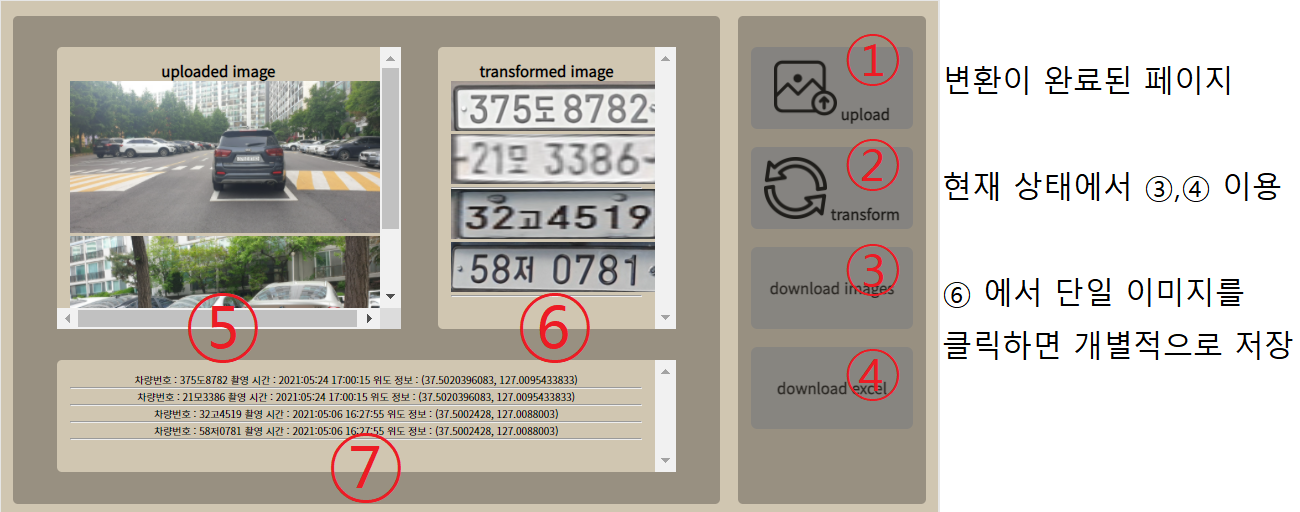 uploaded image
transformed image
375도8782
21모 3386
32고4519
58저 0781
⑤
⑥
차량번호 : 375도8782 촬영 시간 : 2021:05:24 17:00:15 위도 정보 : (37.5020396083, 127.0095433833)
차량번호 : 21모3386 촬영 시간 : 2021:05:24 17:00:15 위도 정보 : (37.5020396083, 127.0095433833)
차량번호 : 32고4519 촬영 시간 : 2021:05:06 16:27:55 위도 정보 : (37.5002428, 127.0088003)
차량번호 : 58저0781 촬영 시간 : 2021:05:06 16:27:55 위도 정보 : (37.5002428, 127.0088003)
⑦
①
upload
②
transform
③
download images
④
download excel
변환이 완료된 페이지
현재 상태에서 ③,④ 이용
⑥ 에서 단일 이미지를
클릭하면 개별적으로 저장